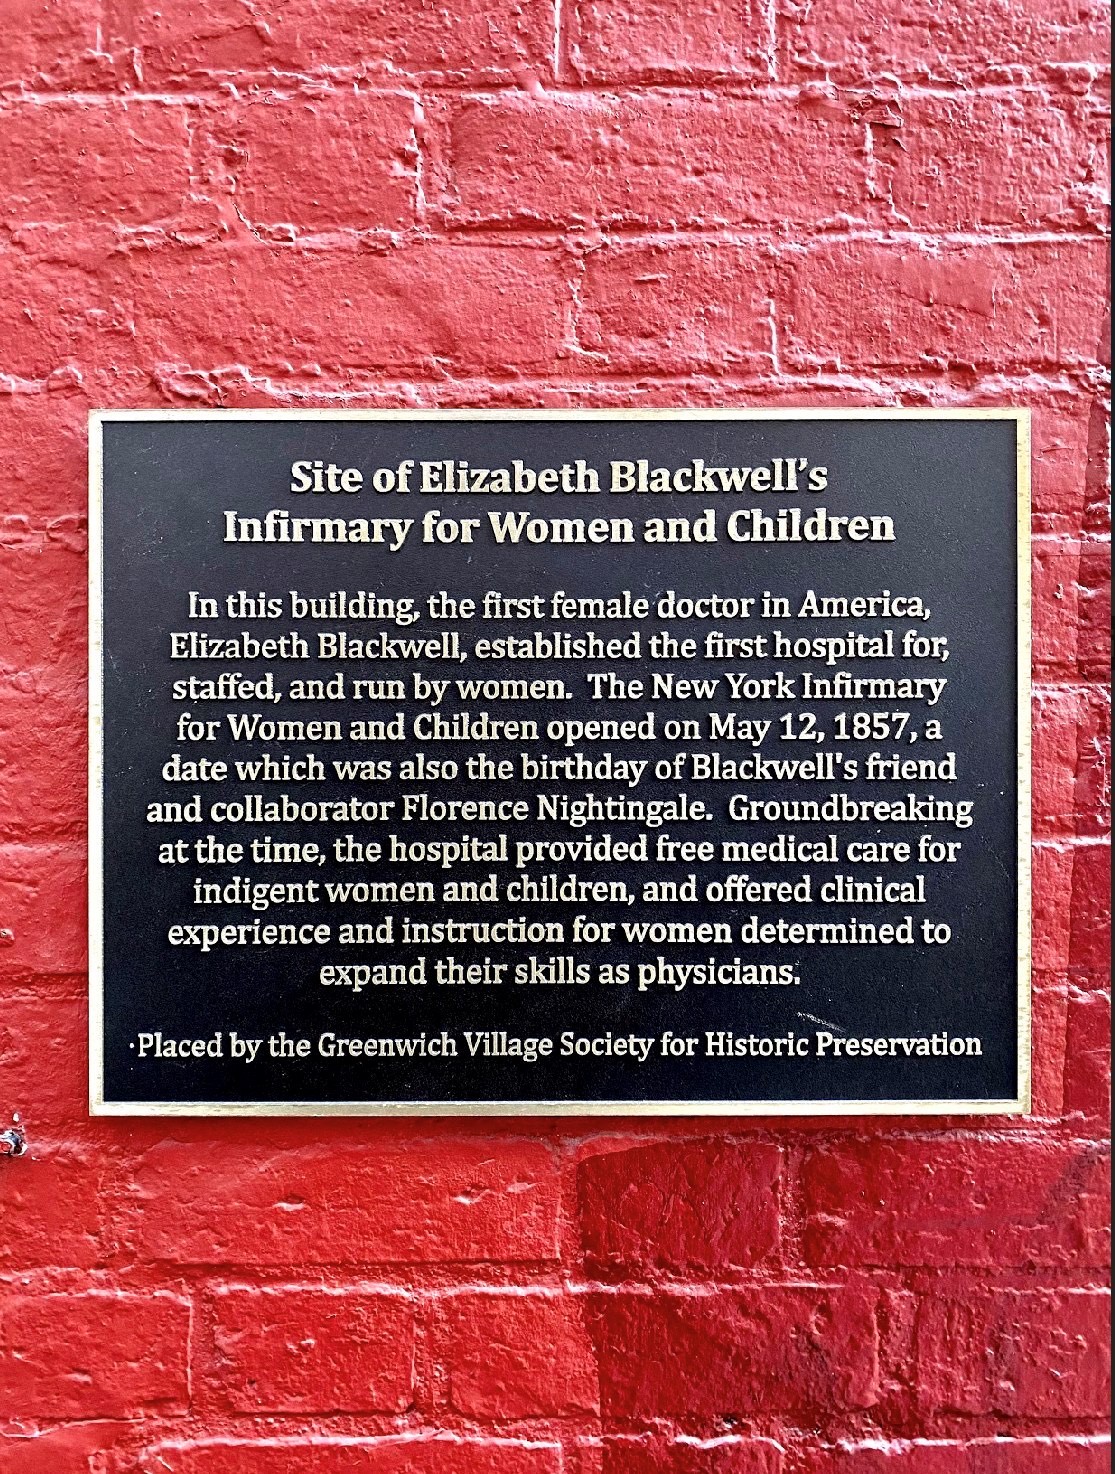 Site of Elizabeth Blackwell's
Infirmary for Women and Children
In this building, the first female doctor in America,
Elizabeth Blackwell, established the first hospital for,
staffed, and run by women.  The New York Infirmary
for Women and Children opened on May 12, 1857, a
date which was also the birthday of Blackwell's friend
and collaborator Florence Nightingale.  Groundbreaking
at the time, the hospital provided free medical care for
indigent women and children, and offered clinical
experience and instruction for women determined to
expand their skills as physicians.
·Placed by the Greenwich Village Society for Historic Preservation